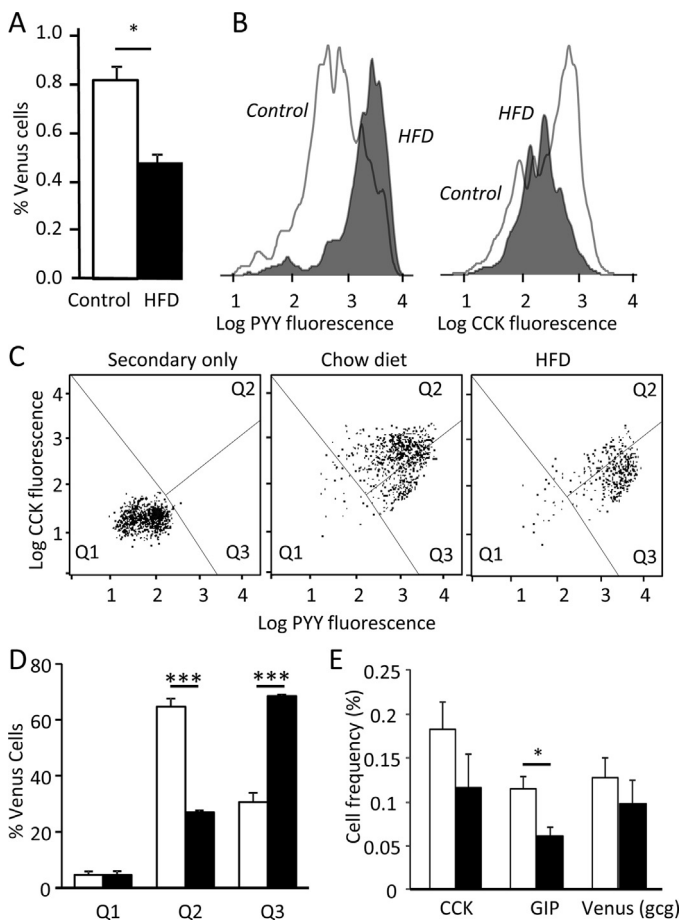 A
*
% Venus cells
1.0
0.8
0.6
0.4
0.2
0.0
Control HFD
B
Control
HFD
1 2 3 4
Log PYY fluorescence
HFD
Control
1 2 3 4
Log CCK fluorescence
C
Secondary only
Chow diet
HFD
Log CCK fluorescence
4
3
2
1
Q2
Q1
Q3
1 2 3 4
Q2
Q1
Q3
1 2 3 4
Q2
Q1
Q3
1 2 3 4
Log PYY fluorescence
D
% Venus Cells
80
60
40
20
0
***
***
Q1 Q2 Q3
E
Cell frequency (%)
0.25
0.2
0.15
0.1
0.05
0
*
CCK GIP Venus (gcg)